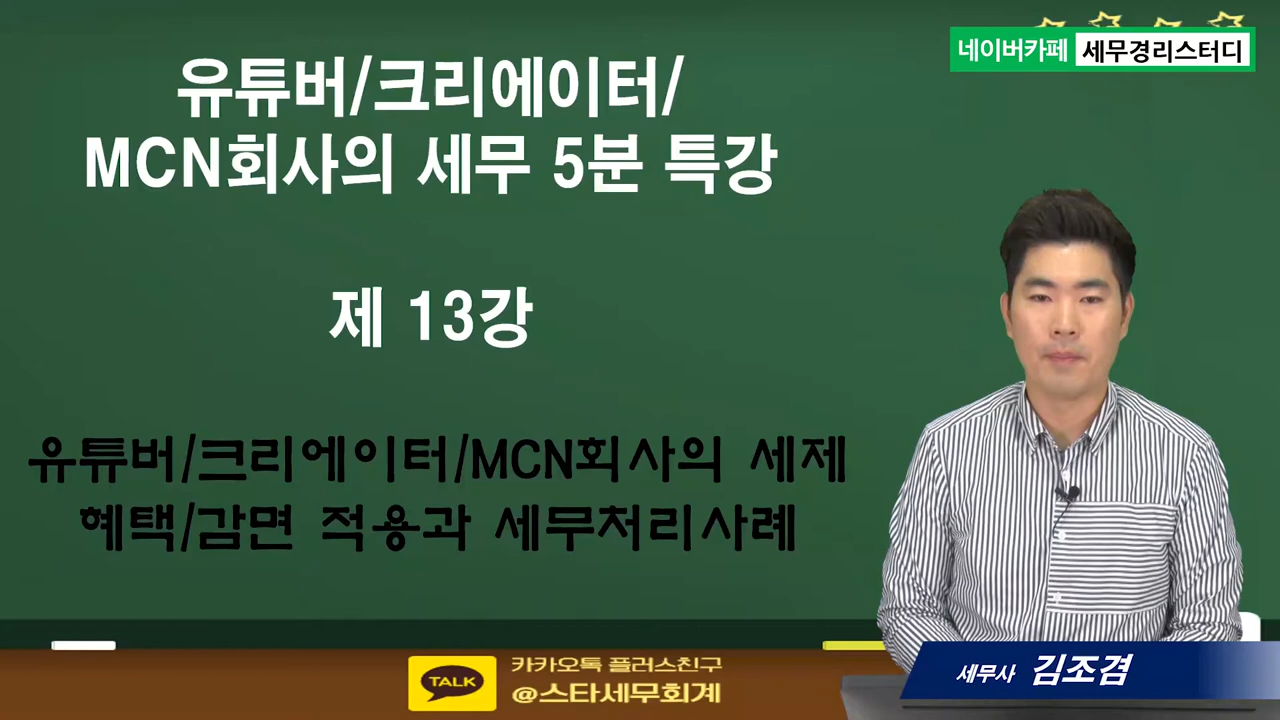 네이버카페 세무경리스터디
유튜버/크리에이터/
MCN회사의 세무 5분 특강
제 13강
유튜버/크리에이터/MCN회사의 세제
혜택/감면 적용과 세무처리사례
TALK
카카오톡 플러스친구
@스타세무회계
세무사 김조겸